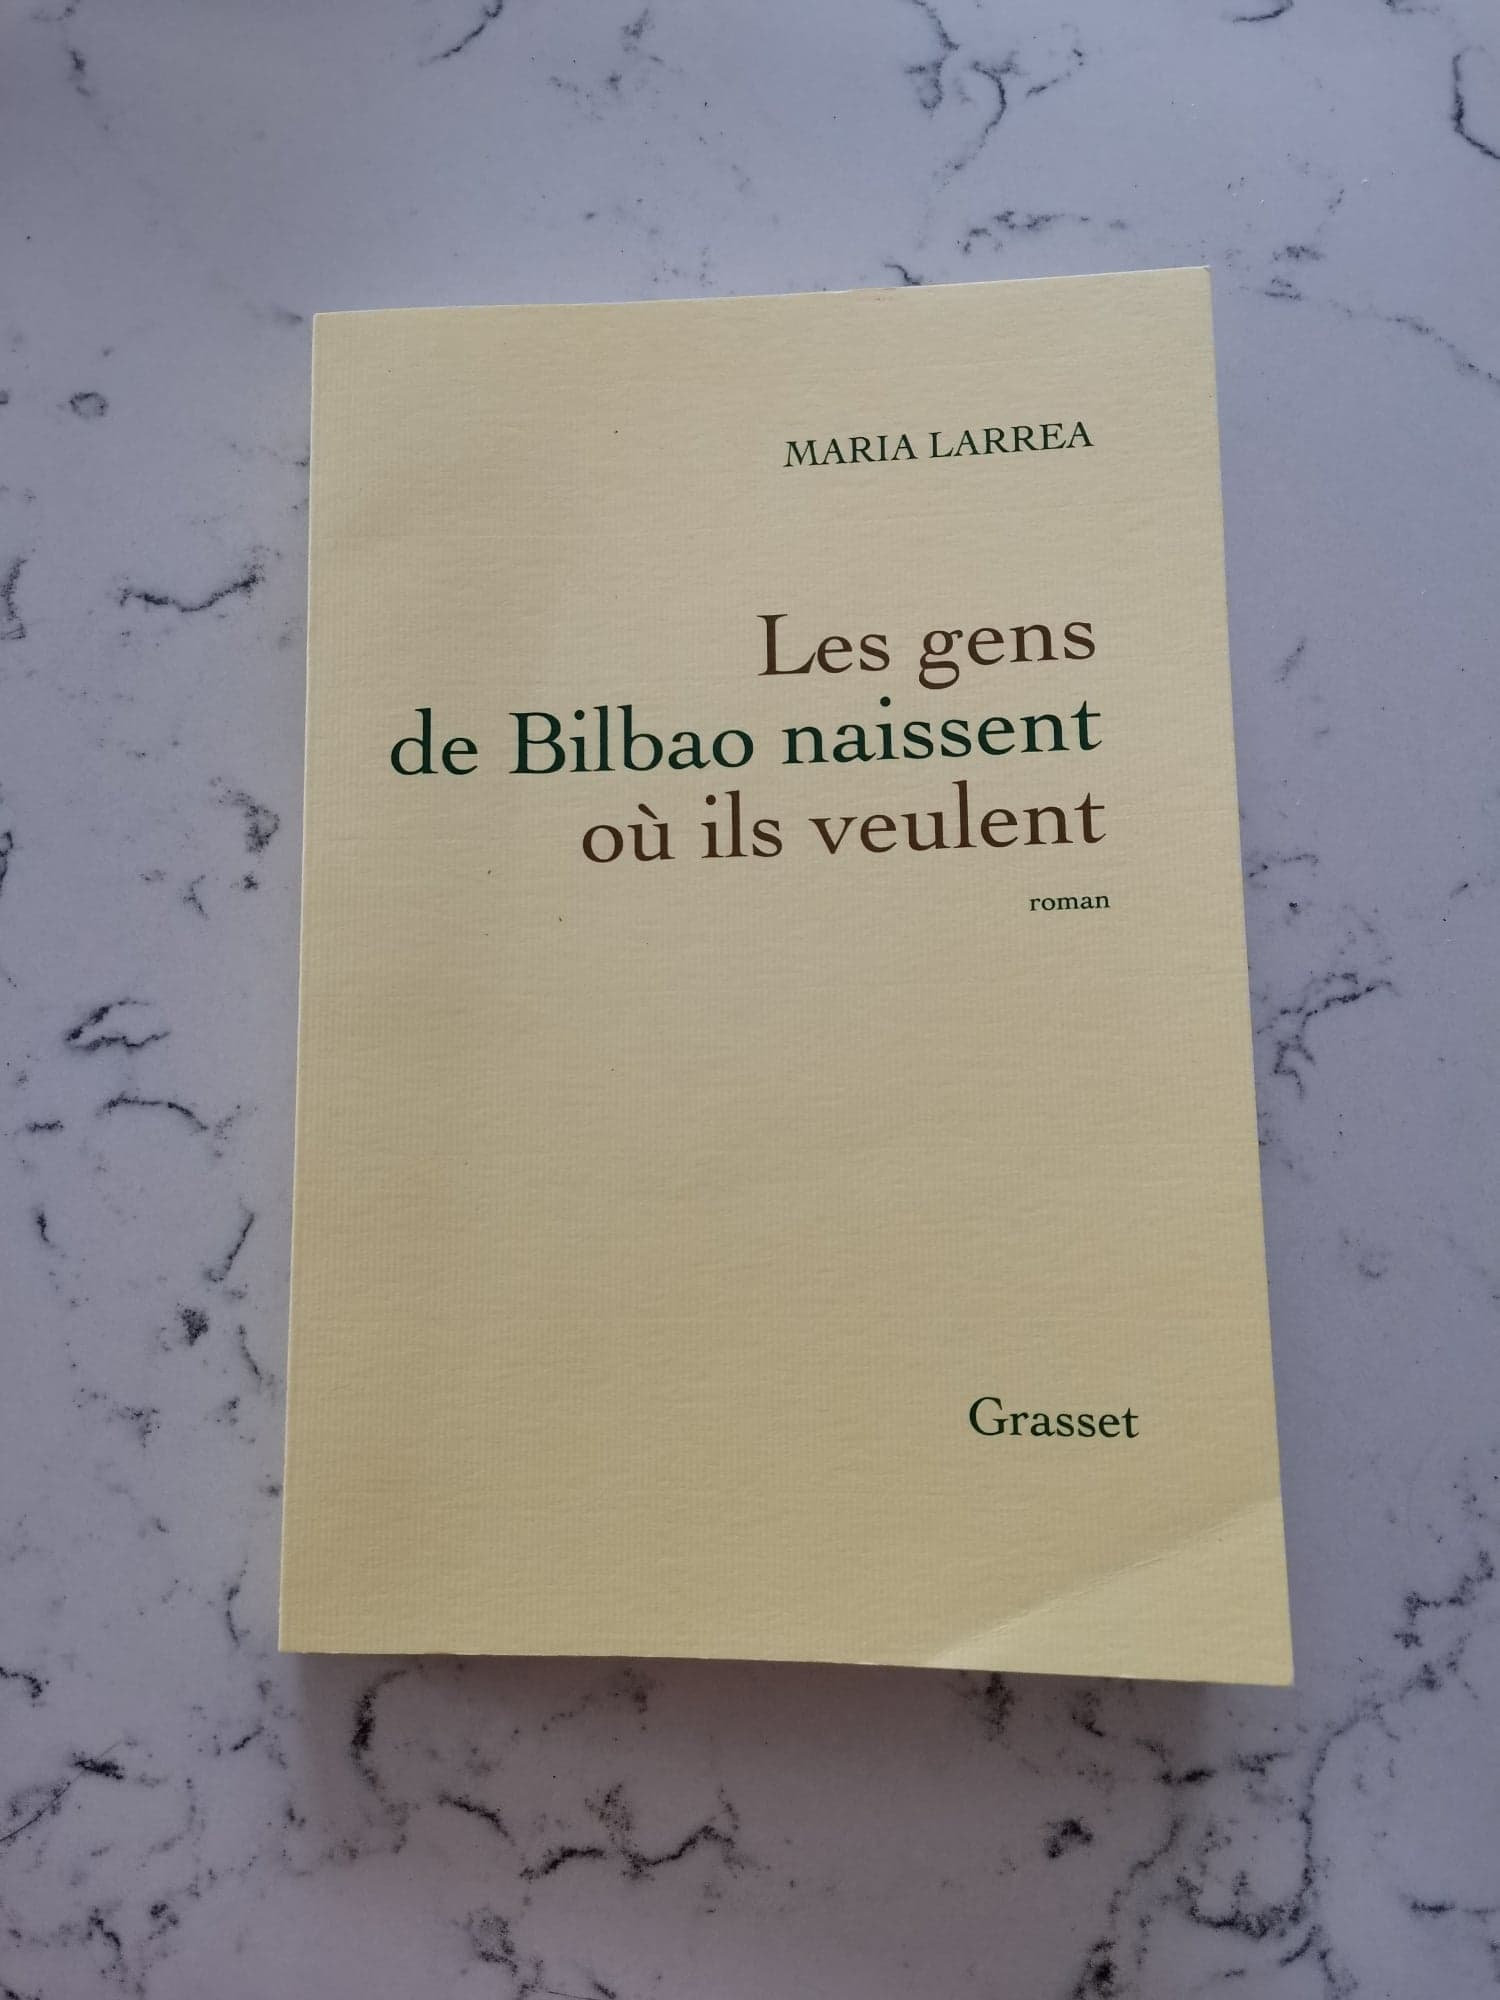 MARIA LARREA
Les gens
de Bilbao naissent
où ils veulent
roman
Grasset